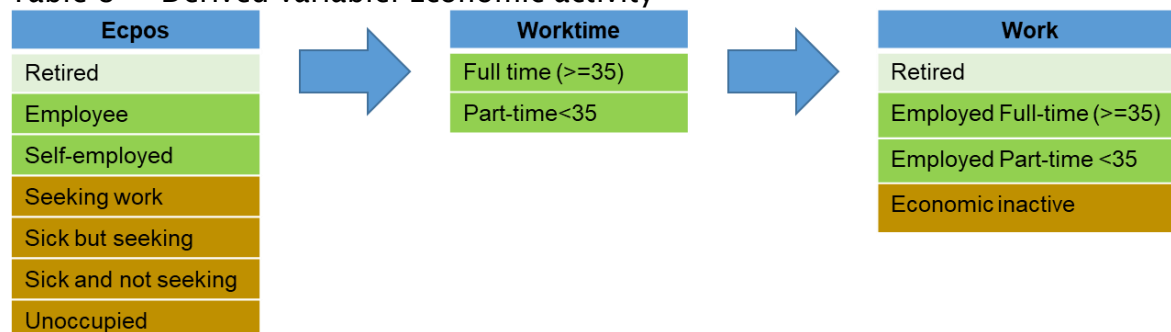 Ecpos
Retired
Employee
Self-employed
Seeking work
Sick but seeking
Sick and not seeking
Unoccupied
Worktime
Full time (>=35)
Part-time<35
Work
Retired
Employed Full-time (>=35)
Employed Part-time <35
Economic inactive